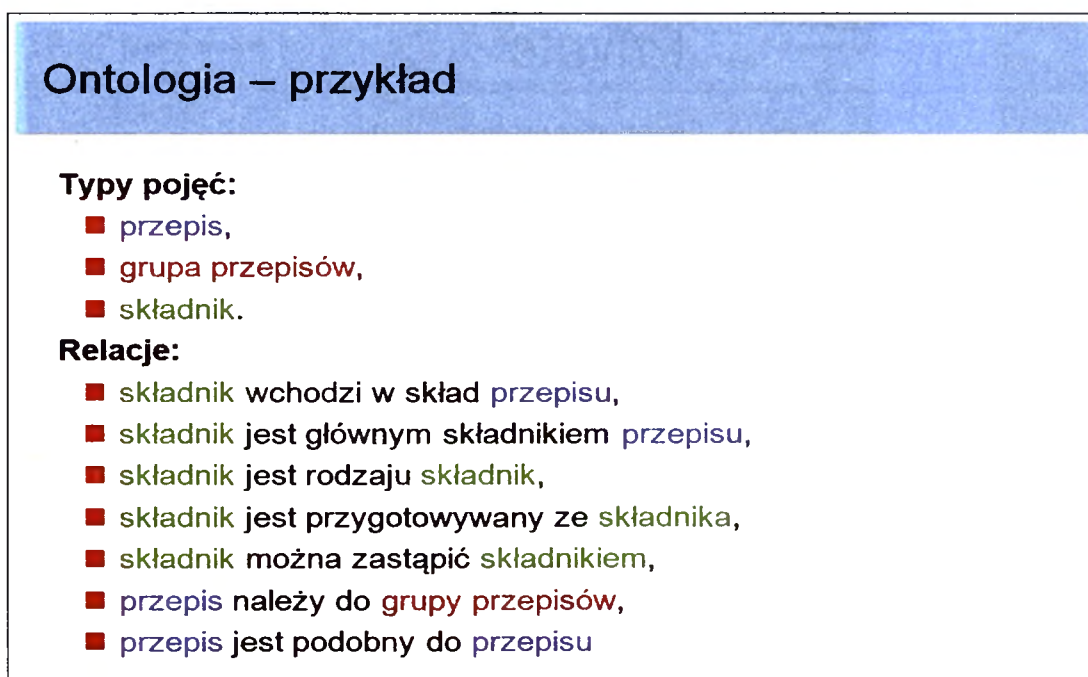 Ontologia – przykład
Typy pojęć:
przepis,
grupa przepisów,
składnik.
Relacje:
składnik wchodzi w skład przepisu,
składnik jest głównym składnikiem przepisu,
składnik jest rodzaju składnik,
składnik jest przygotowywany ze składnika,
składnik można zastąpić składnikiem,
przepis należy do grupy przepisów,
przepis jest podobny do przepisu